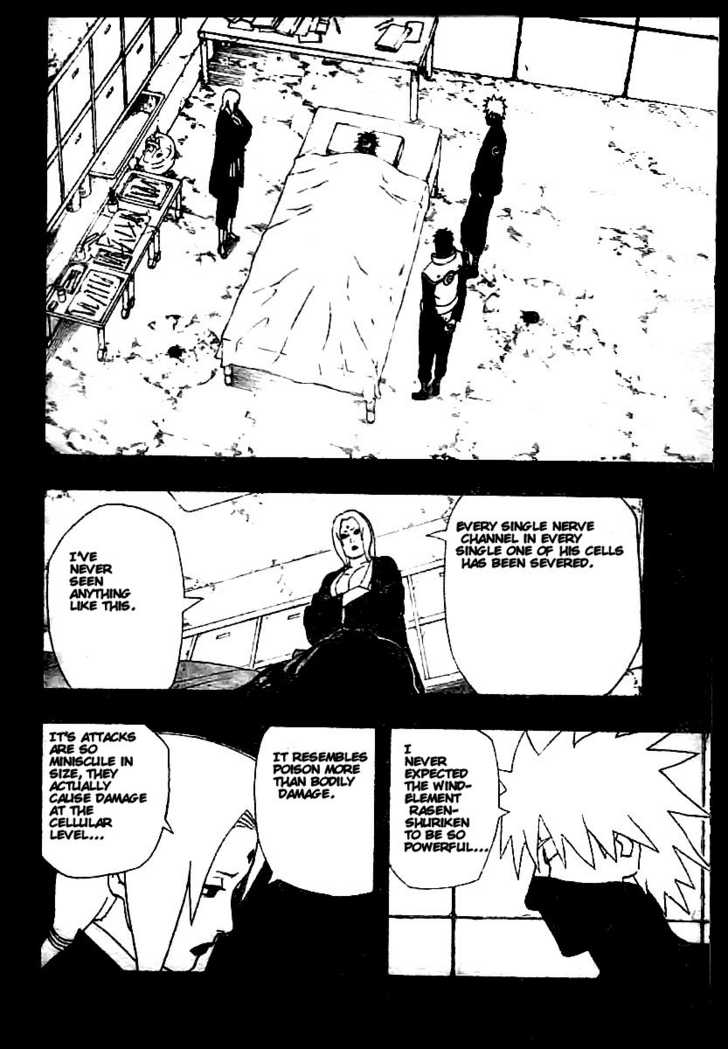 EVERY SINGLE NERVE
CHANNEL IN EVERY
SINGLE ONE OF HIS CELLS
HAS BEEN SEVERED.
I'VE
NEVER
SEEN
ANYTHING
LIKE THIS.
I
NEVER
EXPECTED
THE WIND-
ELEMENT
RASEN-
SHURIKEN
TO BE SO
POWERFUL...
IT RESEMBLES
POISON MORE
THAN BODILY
DAMAGE.
IT'S ATTACKS
ARE SO
MINISCULE IN
SIZE, THEY
ACTUALLY
CAUSE DAMAGE
AT THE
CELLULAR
LEVEL...